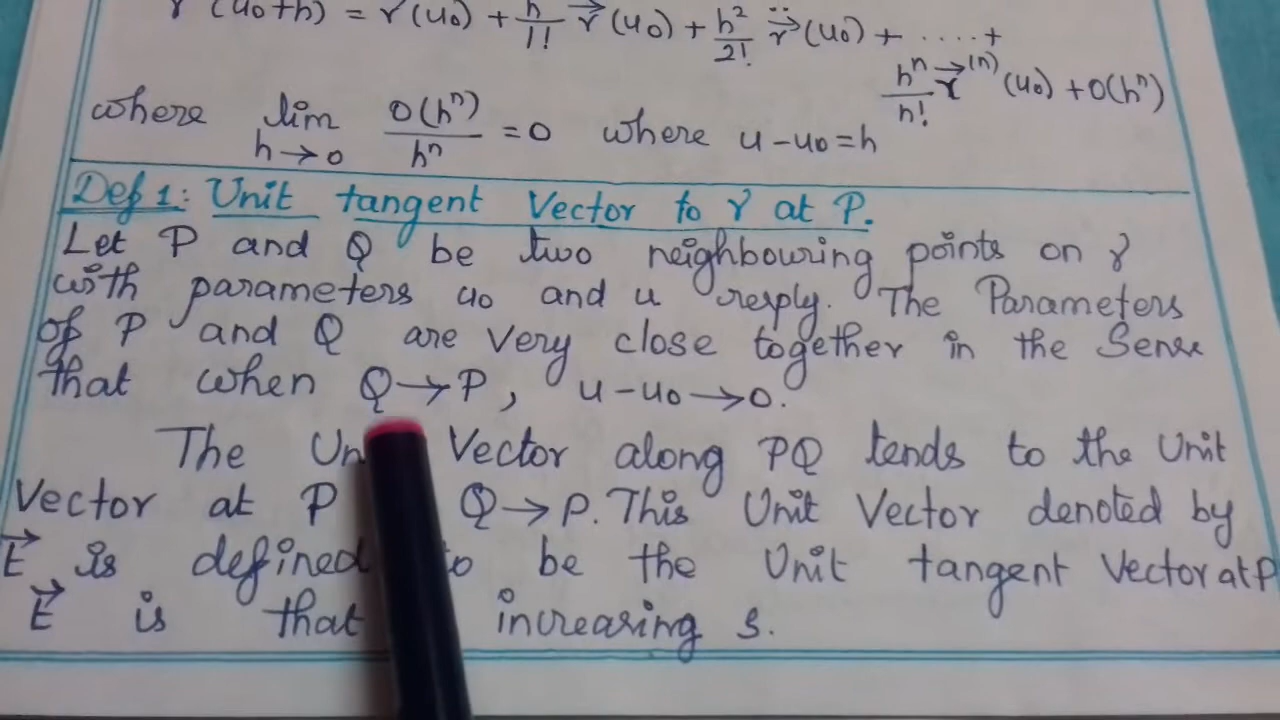 r(u₀+h) = r(u₀) + h/1! r⃗(u₀) + h²/2! r̈⃗(u₀) + .....+
hⁿ/n! r⃗⁽ⁿ⁾(u₀) + O(hⁿ)
where lim h→0 O(hⁿ)/hⁿ = 0 where u-u₀=h
Def 1: Unit tangent Vector to γ at P.
Let P and Q be two neighbouring points on γ
with parameters u₀ and u resply. The Parameters
of P and Q are very close together in the Sense
that when Q→P, u-u₀→0.
The Vector along PQ tends to the Unit
Vector at P Q→P. This Unit Vector denoted by
t⃗ is defined to be the Unit tangent Vector at P
t⃗ is that increasing s.